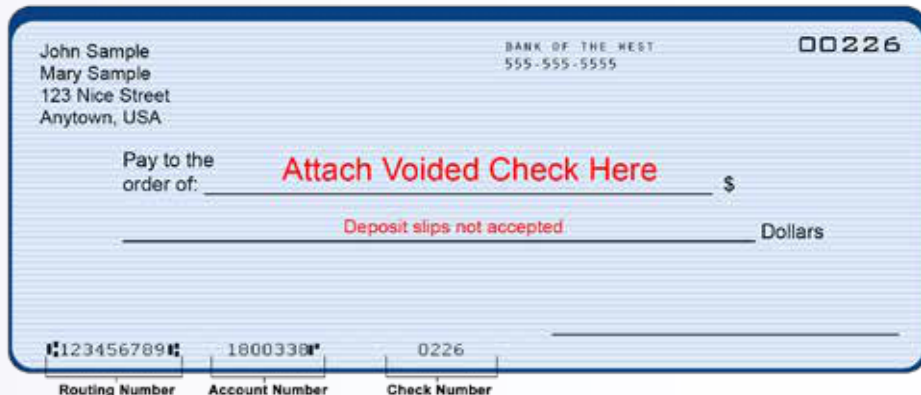 John Sample
Mary Sample
123 Nice Street
Anytown, USA
BANK OF THE WEST
555-555-5555
00226
Pay to the
order of:
Attach Voided Check Here
$
Deposit slips not accepted
Dollars
⑆123456789⑆ 1800338⑈ 0226
Routing Number Account Number Check Number